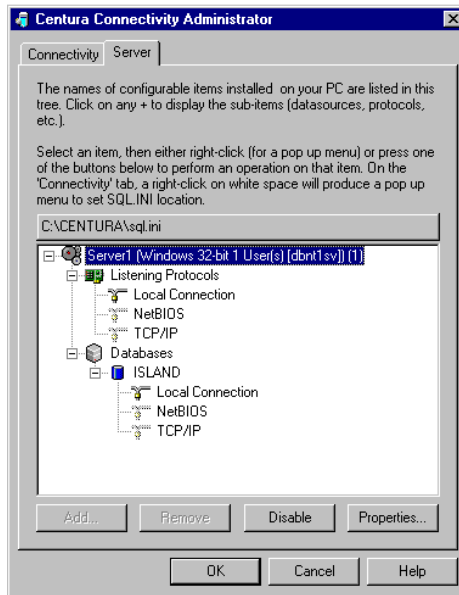 Centura Connectivity Administrator
Connectivity
Server
The names of configurable items installed on your PC are listed in this
tree. Click on any + to display the sub-items (datasources, protocols,
etc.).
Select an item, then either right-click (for a pop up menu) or press one
of the buttons below to perform an operation on that item. On the
'Connectivity' tab, a right-click on white space will produce a pop up
menu to set SQL.INI location.
C:\CENTURA\sql.ini
Server1 (Windows 32-bit 1 User(s) [dbnt1sv]) (1)
Listening Protocols
Local Connection
NetBIOS
TCP/IP
Databases
ISLAND
Local Connection
NetBIOS
TCP/IP
Add...
Remove
Disable
Properties...
OK
Cancel
Help